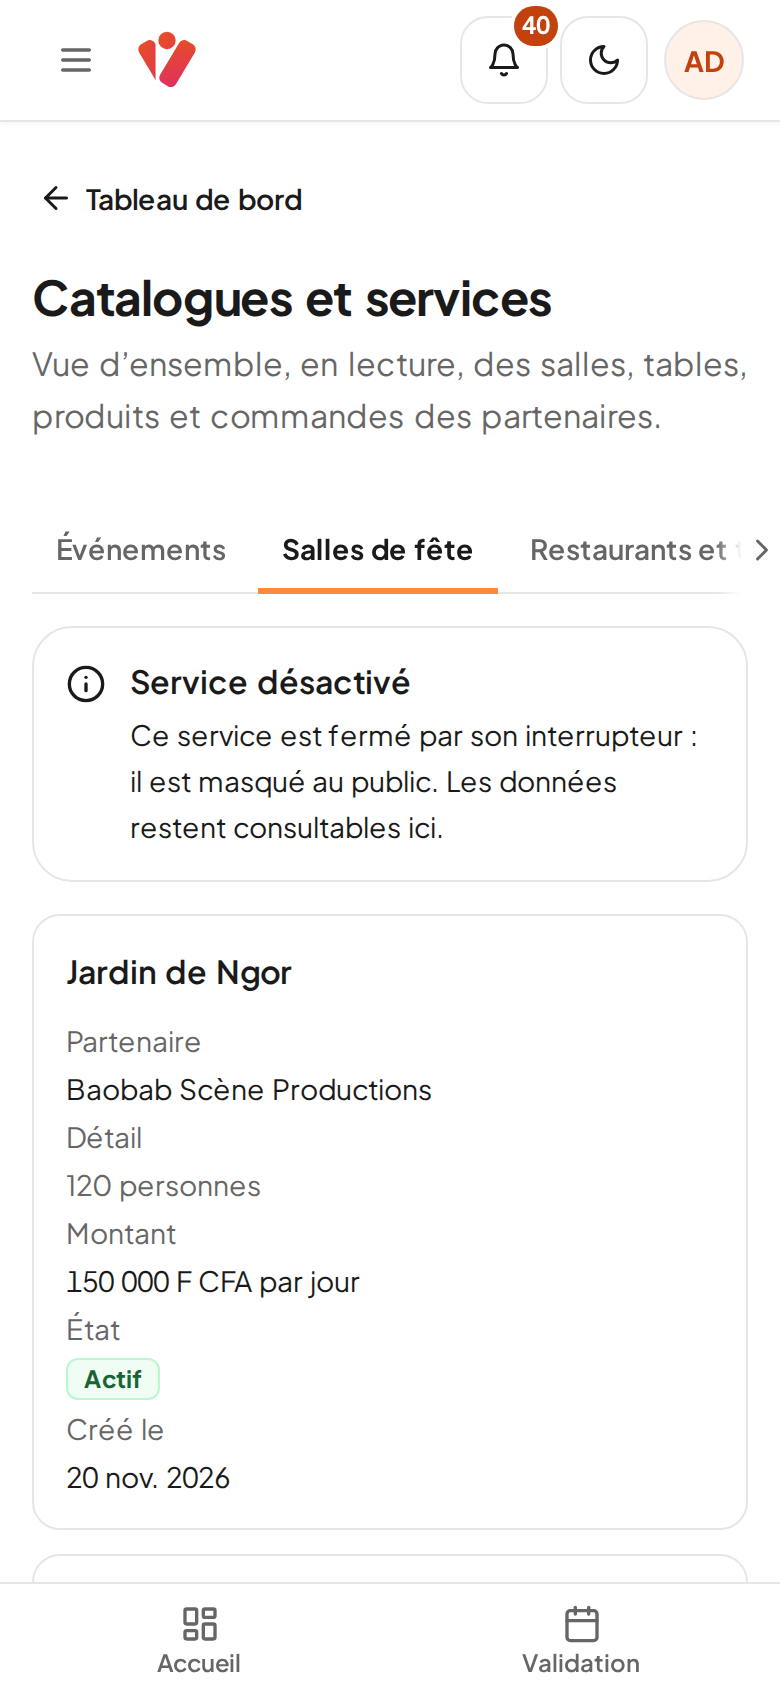 40
AD
Tableau de bord
Catalogues et services
Vue d’ensemble, en lecture, des salles, tables,
produits et commandes des partenaires.
Événements
Salles de fête
Restaurants et
Service désactivé
Ce service est fermé par son interrupteur :
il est masqué au public. Les données
restent consultables ici.
Jardin de Ngor
Partenaire
Baobab Scène Productions
Détail
120 personnes
Montant
150 000 F CFA par jour
État
Actif
Créé le
20 nov. 2026
Accueil
Validation